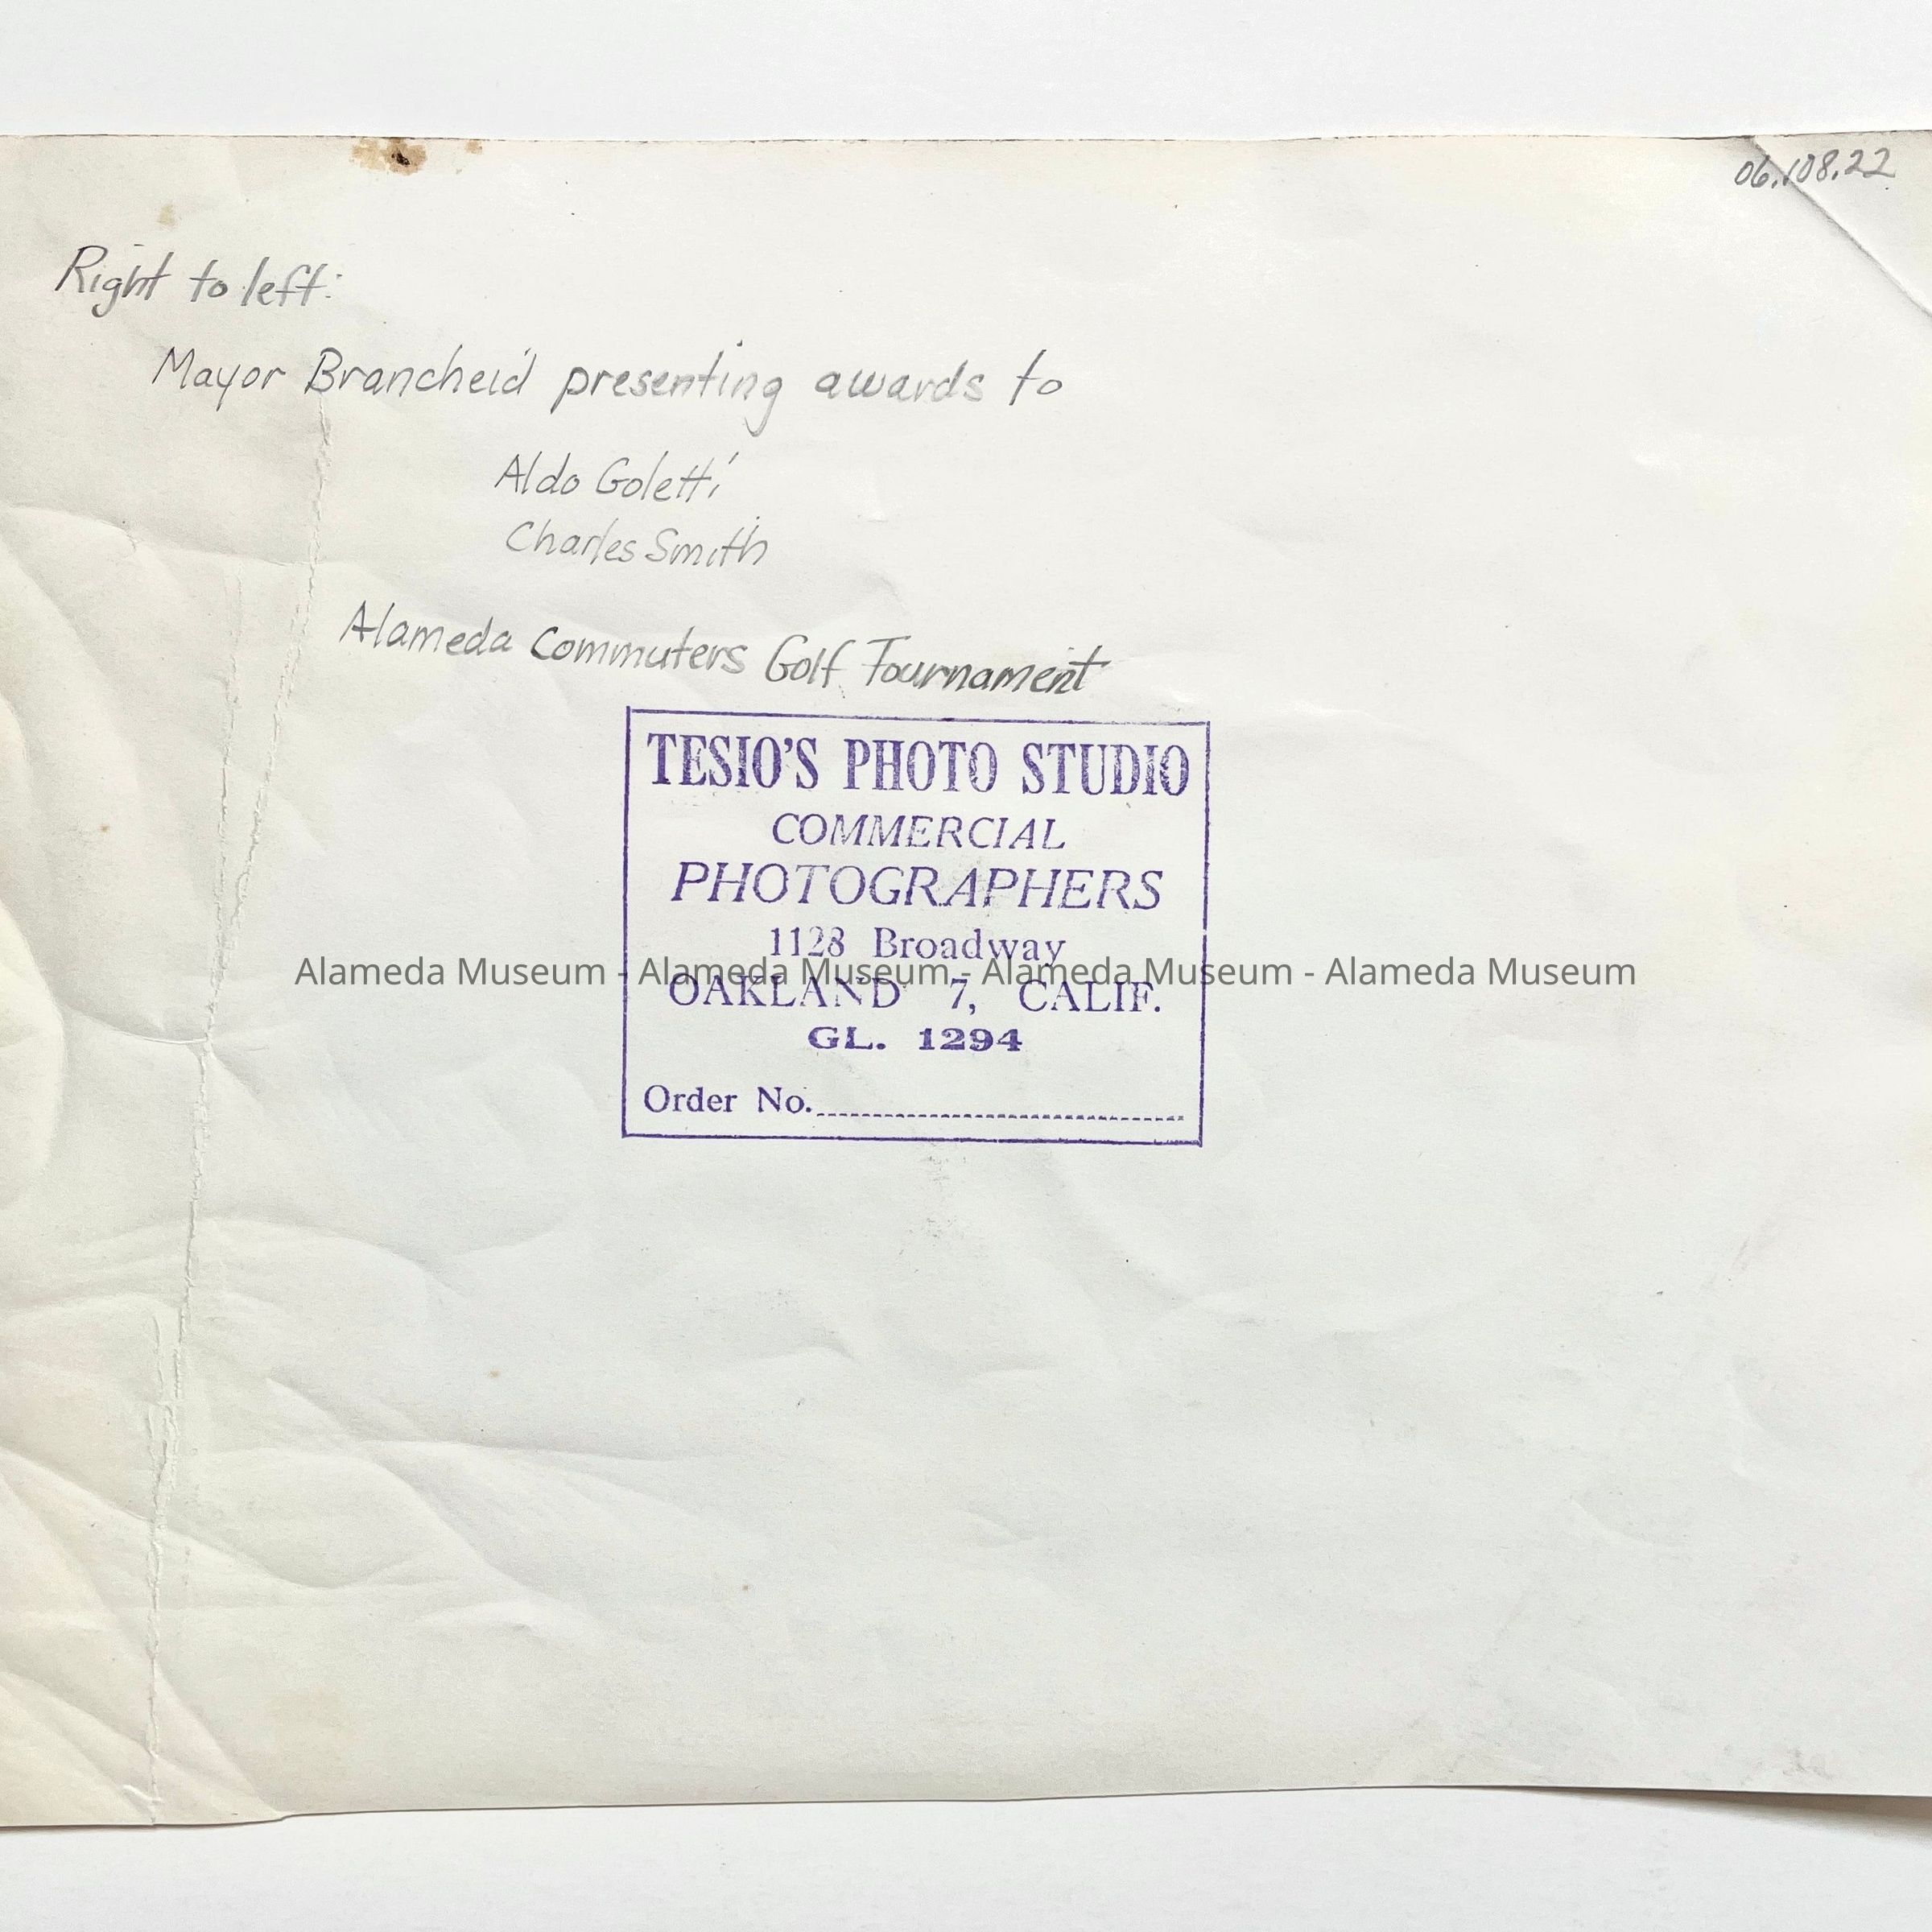 06.108.22
Right to left:
Mayor Brancheid presenting awards to
Aldo Goletti
Charles Smith
Alameda Commuters Golf Tournament
TESIO'S PHOTO STUDIO
COMMERCIAL
PHOTOGRAPHERS
1128 Broadway
Alameda Museum - Alameda Museum - Alameda Museum - Alameda Museum
OAKLAND 7, CALIF.
GL. 1294
Order No.